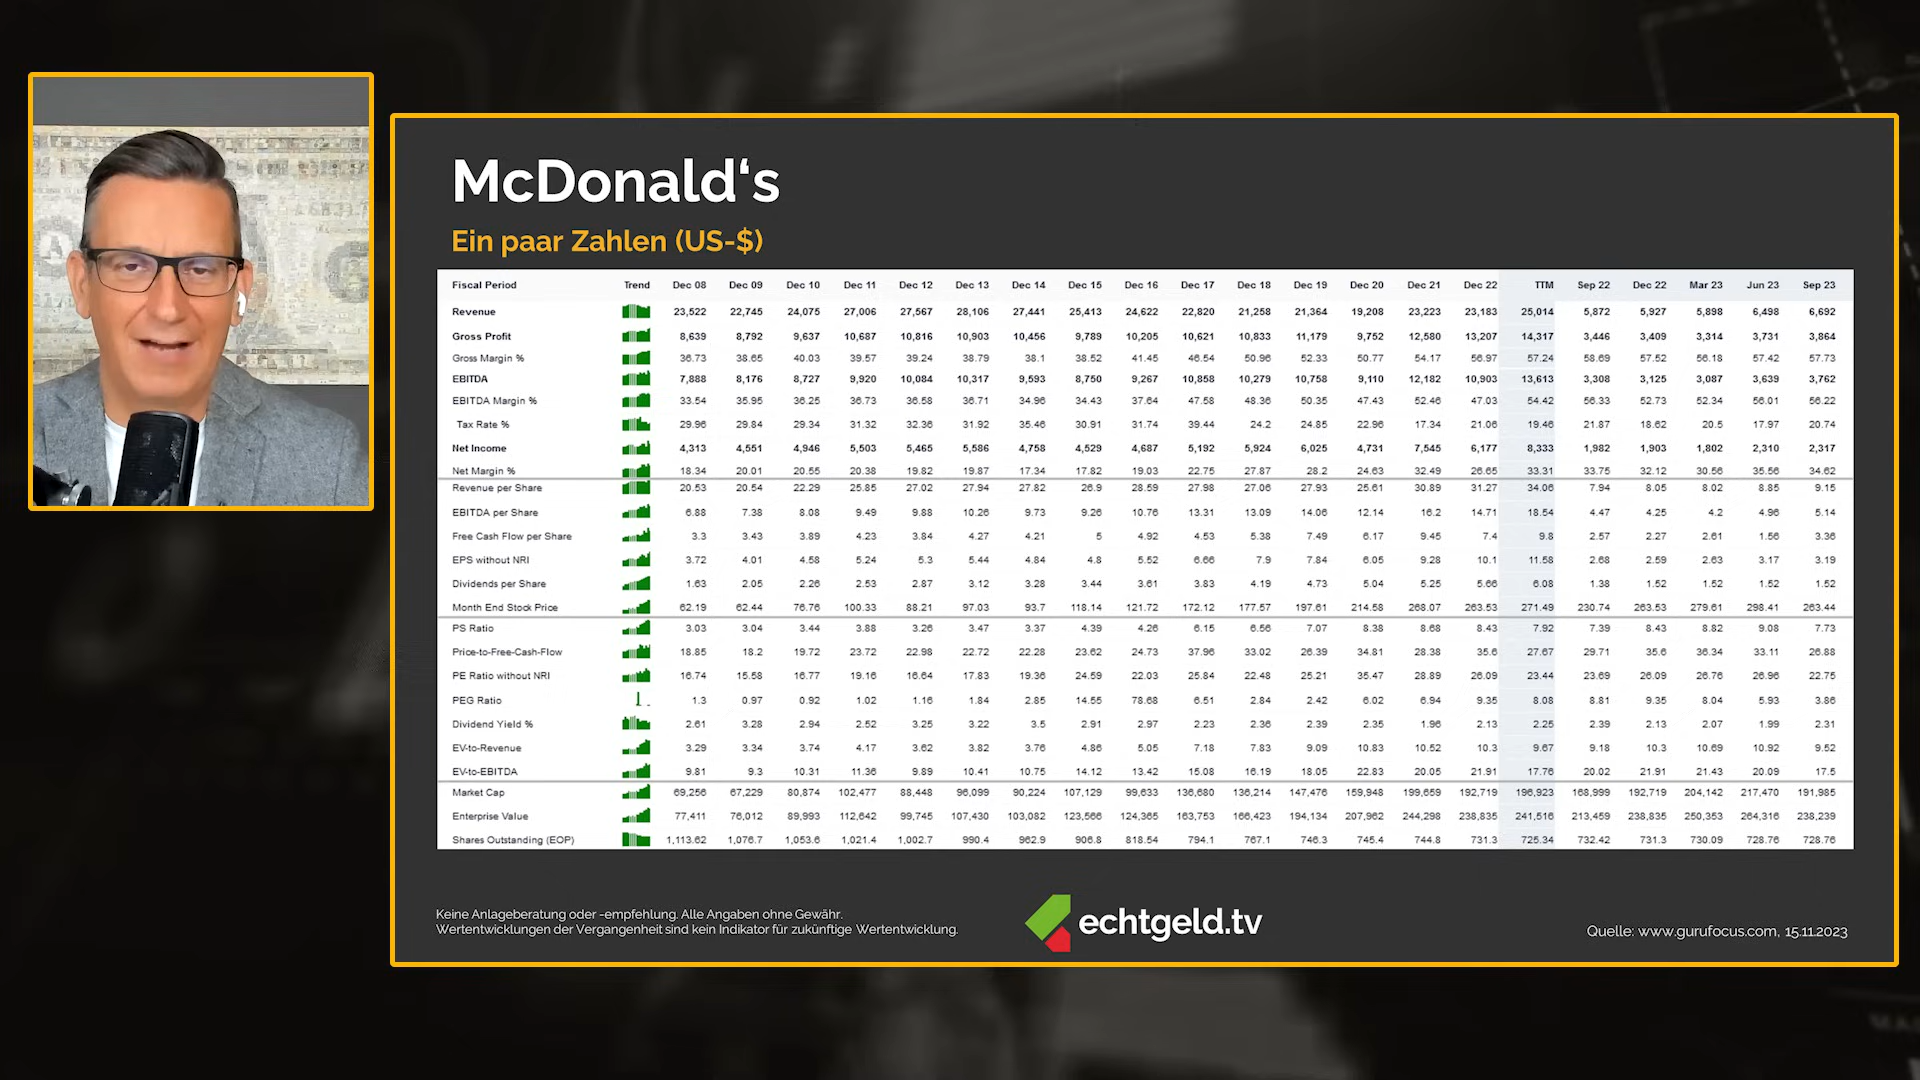 McDonald‘s
Ein paar Zahlen (US-$)
Fiscal Period Trend Dec 08 Dec 09 Dec 10 Dec 11 Dec 12 Dec 13 Dec 14 Dec 15 Dec 16 Dec 17 Dec 18 Dec 19 Dec 20 Dec 21 Dec 22 TTM Sep 22 Dec 22 Mar 23 Jun 23 Sep 23
Revenue 23,522 22,745 24,075 27,006 27,567 28,106 27,441 25,413 24,622 22,820 21,258 21,364 19,208 23,223 23,183 25,014 5,872 5,927 5,898 6,498 6,692
Gross Profit 8,639 8,792 9,637 10,687 10,816 10,903 10,456 9,789 10,205 10,621 10,833 11,179 9,752 12,580 13,207 14,317 3,446 3,409 3,314 3,731 3,864
Gross Margin % 36.73 38.65 40.03 39.57 39.24 38.79 38.1 38.52 41.45 46.54 50.96 52.33 50.77 54.17 56.97 57.24 58.69 57.52 56.18 57.42 57.73
EBITDA 7,888 8,176 8,727 9,920 10,084 10,317 9,593 8,750 9,267 10,858 10,279 10,758 9,110 12,182 10,903 13,613 3,308 3,125 3,087 3,639 3,762
EBITDA Margin % 33.54 35.95 36.25 36.73 36.58 36.71 34.96 34.43 37.64 47.58 48.36 50.35 47.43 52.46 47.03 54.42 56.33 52.73 52.34 56.01 56.22
Tax Rate % 29.96 29.84 29.34 31.32 32.36 31.92 35.46 30.91 31.74 39.44 24.2 24.85 22.96 17.34 21.06 19.46 21.87 18.62 20.5 17.97 20.74
Net Income 4,313 4,551 4,946 5,503 5,465 5,586 4,758 4,529 4,687 5,192 5,924 6,025 4,731 7,545 6,177 8,333 1,982 1,903 1,802 2,310 2,317
Net Margin % 18.34 20.01 20.55 20.38 19.82 19.87 17.34 17.82 19.03 22.75 27.87 28.2 24.63 32.49 26.65 33.31 33.75 32.12 30.56 35.56 34.62
Revenue per Share 20.53 20.54 22.29 25.85 27.02 27.94 27.82 26.9 28.59 27.98 27.06 27.93 25.61 30.89 31.27 34.06 7.94 8.05 8.02 8.85 9.15
EBITDA per Share 6.88 7.38 8.08 9.49 9.88 10.26 9.73 9.26 10.76 13.31 13.09 14.06 12.14 16.2 14.71 18.54 4.47 4.25 4.2 4.96 5.14
Free Cash Flow per Share 3.3 3.43 3.89 4.23 3.84 4.27 4.21 5 4.92 4.53 5.38 7.49 6.17 9.45 7.4 9.8 2.57 2.27 2.61 1.56 3.36
EPS without NRI 3.72 4.01 4.58 5.24 5.3 5.44 4.84 4.8 5.52 6.66 7.9 7.84 6.05 9.28 10.1 11.58 2.68 2.59 2.63 3.17 3.19
Dividends per Share 1.63 2.05 2.26 2.53 2.87 3.12 3.28 3.44 3.61 3.83 4.19 4.73 5.04 5.25 5.66 6.08 1.38 1.52 1.52 1.52 1.52
Month End Stock Price 62.19 62.44 76.76 100.33 88.21 97.03 93.7 118.14 121.72 172.12 177.57 197.61 214.58 268.07 263.53 271.49 230.74 263.53 279.61 298.41 263.44
PS Ratio 3.03 3.04 3.44 3.88 3.26 3.47 3.37 4.39 4.26 6.15 6.56 7.07 8.38 8.68 8.43 7.92 7.39 8.43 8.82 9.08 7.73
Price-to-Free-Cash-Flow 18.85 18.2 19.72 23.72 22.98 22.72 22.28 23.62 24.73 37.96 33.02 26.39 34.81 28.38 35.6 27.67 29.71 35.6 36.34 33.11 26.88
PE Ratio without NRI 16.74 15.58 16.77 19.16 16.64 17.83 19.36 24.59 22.03 25.84 22.48 25.21 35.47 28.89 26.09 23.44 23.69 26.09 26.76 26.96 22.75
PEG Ratio 1.3 0.97 0.92 1.02 1.16 1.84 2.85 14.55 78.68 6.51 2.84 2.42 6.02 6.94 9.35 8.08 8.81 9.35 8.04 5.93 3.86
Dividend Yield % 2.61 3.28 2.94 2.52 3.25 3.22 3.5 2.91 2.97 2.23 2.36 2.39 2.35 1.96 2.13 2.25 2.39 2.13 2.07 1.99 2.31
EV-to-Revenue 3.29 3.34 3.74 4.17 3.62 3.82 3.76 4.86 5.05 7.18 7.83 9.09 10.83 10.52 10.3 9.67 9.18 10.3 10.69 10.92 9.52
EV-to-EBITDA 9.81 9.3 10.31 11.36 9.89 10.41 10.75 14.12 13.42 15.08 16.19 18.05 22.83 20.05 21.91 17.76 20.02 21.91 21.43 20.09 17.5
Market Cap 69,256 67,229 80,874 102,477 88,448 96,099 90,224 107,129 99,633 136,680 136,214 147,476 159,948 199,659 192,719 196,923 168,999 192,719 204,142 217,470 191,985
Enterprise Value 77,411 76,012 89,993 112,642 99,745 107,430 103,082 123,566 124,365 163,753 166,423 194,134 207,962 244,298 238,835 241,516 213,459 238,835 250,353 264,316 238,239
Shares Outstanding (EOP) 1,113.62 1,076.7 1,053.6 1,021.4 1,002.7 990.4 962.9 906.8 818.54 794.1 767.1 746.3 745.4 744.8 731.3 725.34 732.42 731.3 730.09 728.76 728.76
Keine Anlageberatung oder -empfehlung. Alle Angaben ohne Gewähr.
Wertentwicklungen der Vergangenheit sind kein Indikator für zukünftige Wertentwicklung.
echtgeld.tv
Quelle: www.gurufocus.com, 15.11.2023